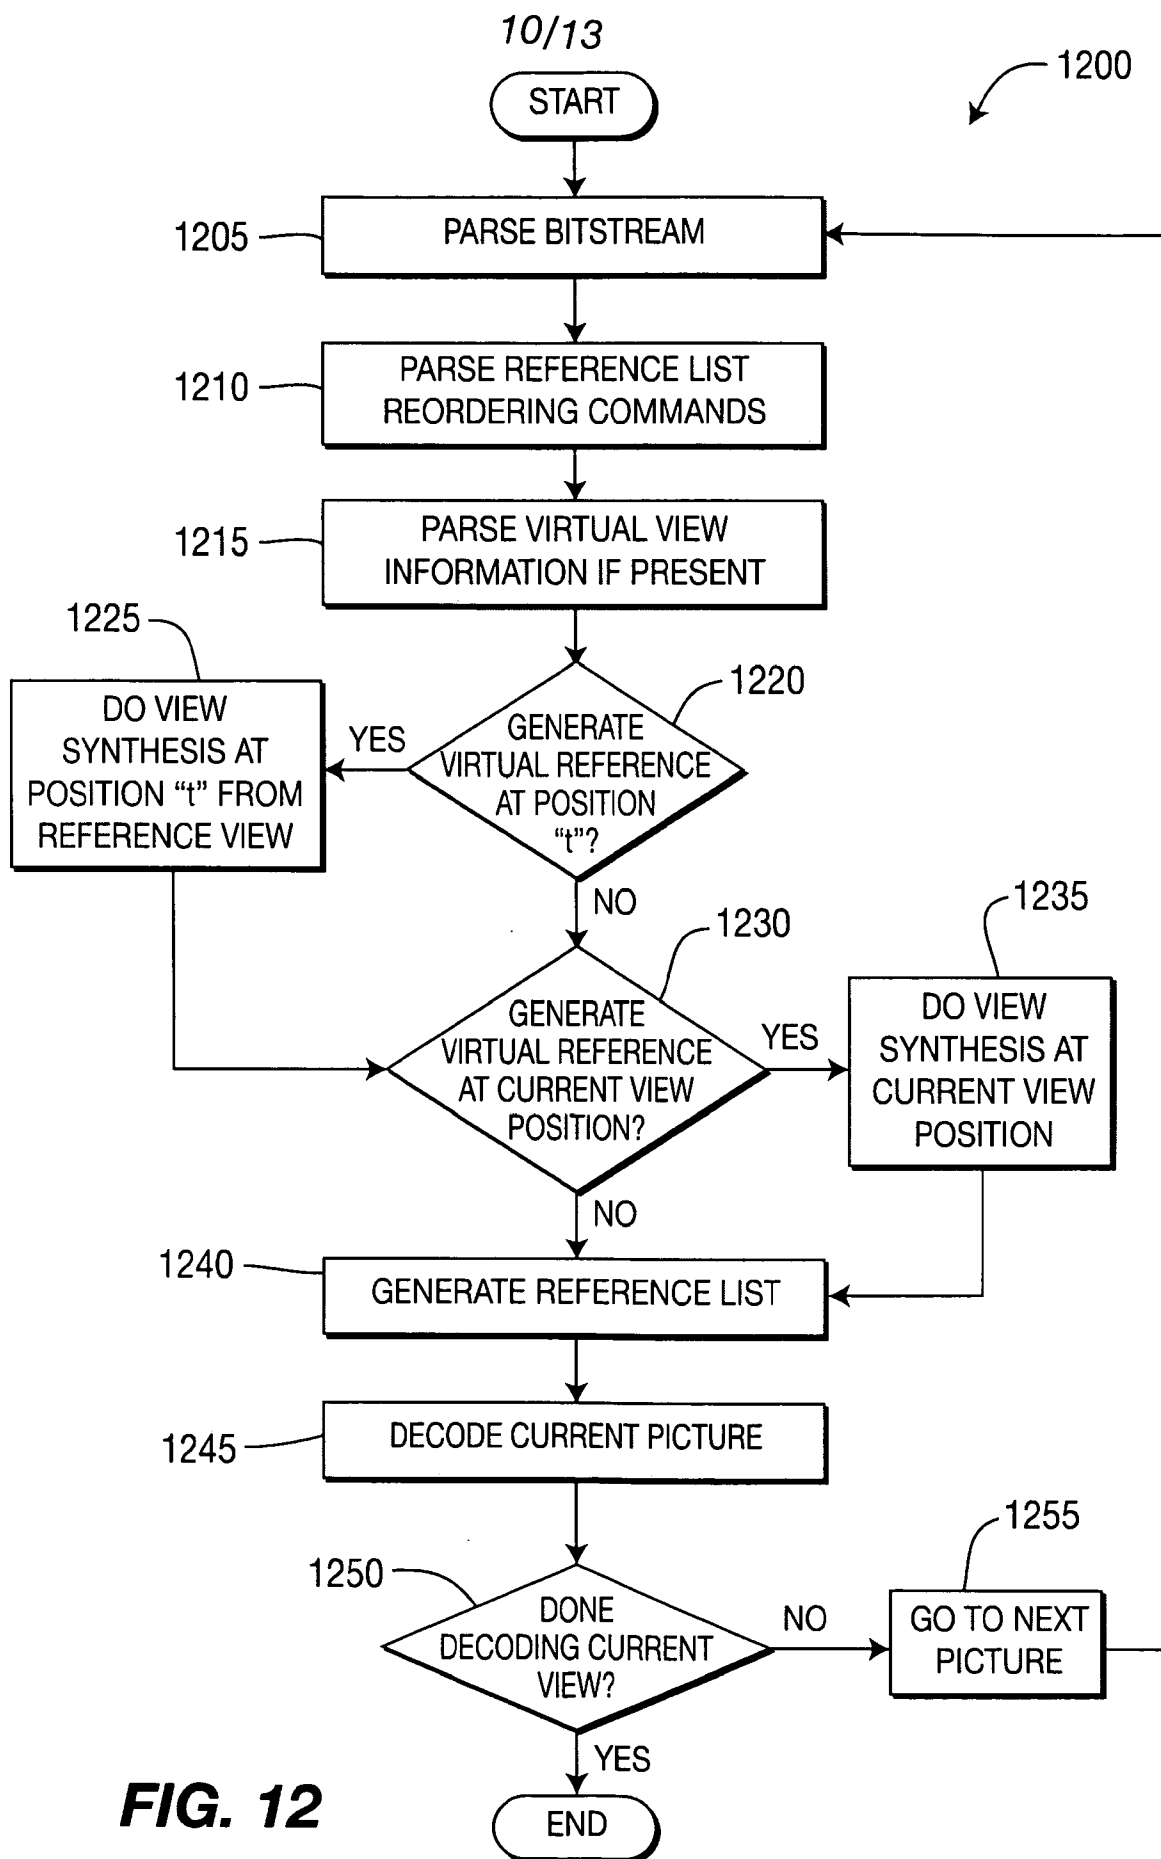 10/13
START
1200
1205
PARSE BITSTREAM
1210
PARSE REFERENCE LIST
REORDERING COMMANDS
1215
PARSE VIRTUAL VIEW
INFORMATION IF PRESENT
1225
DO VIEW
SYNTHESIS AT
POSITION “t” FROM
REFERENCE VIEW
YES
1220
GENERATE
VIRTUAL REFERENCE
AT POSITION
“t”?
NO
1230
GENERATE
VIRTUAL REFERENCE
AT CURRENT VIEW
POSITION?
YES
1235
DO VIEW
SYNTHESIS AT
CURRENT VIEW
POSITION
NO
1240
GENERATE REFERENCE LIST
1245
DECODE CURRENT PICTURE
1250
DONE
DECODING CURRENT
VIEW?
NO
1255
GO TO NEXT
PICTURE
YES
END
FIG. 12